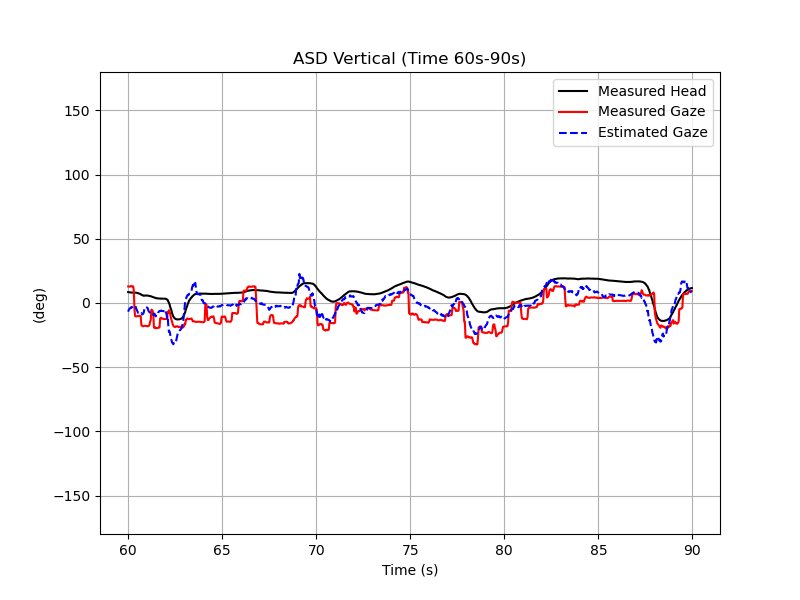 ASD Vertical (Time 60s-90s)
Measured Head
Measured Gaze
Estimated Gaze
150
100
50
0
−50
−100
−150
(deg)
60 65 70 75 80 85 90
Time (s)